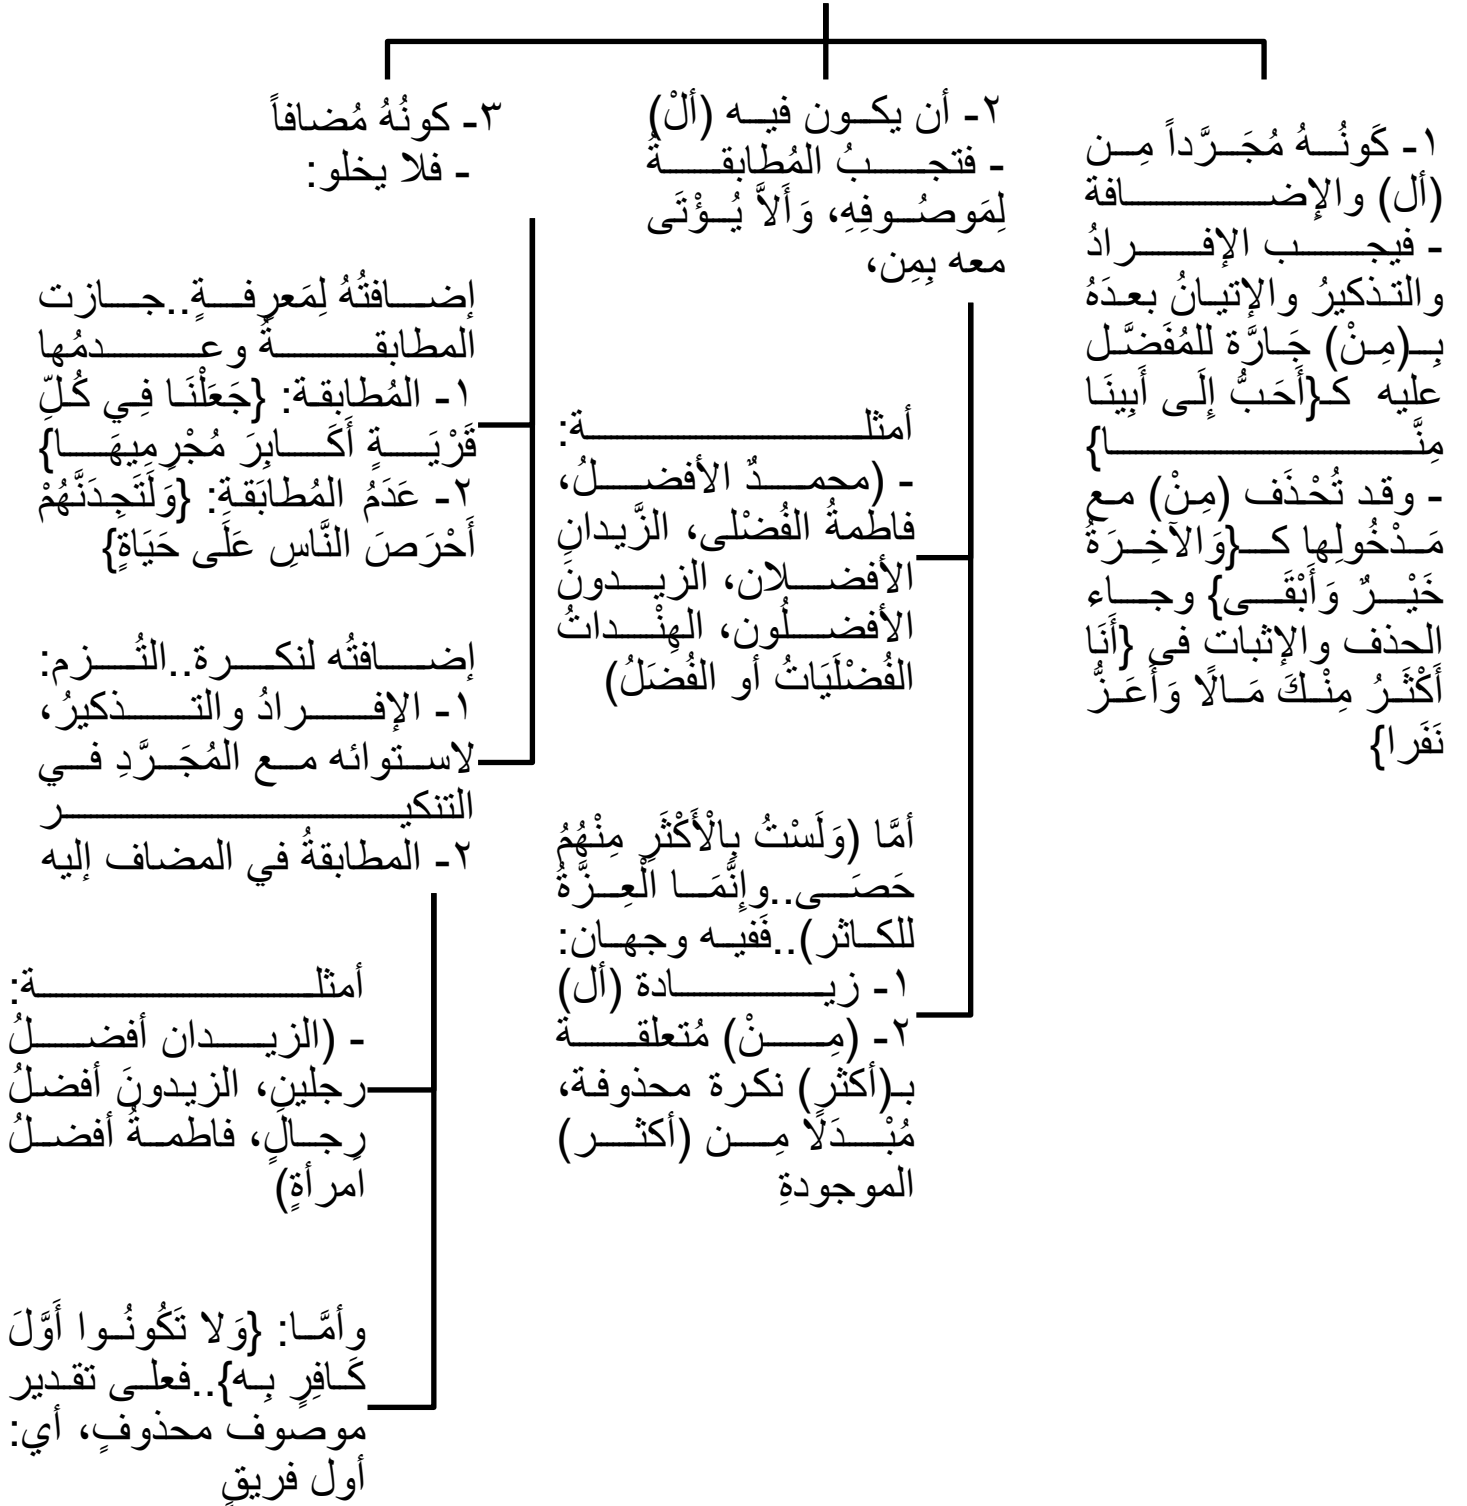 ١- كَونُهُ مُجَرَّداً مِن
(أل) والإضافة
- فيجب الإفرادُ
والتذكيرُ والإتيانُ بعدَهُ
بِـ(مِنْ) جَارَّة للمُفَضَّل
عليه كـ{أَحَبُّ إِلَى أَبِينَا
مِنَّا}
- وقد تُحْذَف (مِنْ) مع
مَدْخُولِها كـ{وَالآخِرَةُ
خَيْرٌ وَأَبْقَى} وجاء
الحذف والإثبات في {أَنَا
أَكْثَرُ مِنْكَ مَالًا وَأَعَزُّ
نَفَرا}
٢- أن يكون فيه (ألْ)
- فتجبُ المُطابقةُ
لِمَوصُوفِهِ، وَأَلاَّ يُؤْتَى
معه بِمِن،
أمثلة:
- (محمدٌ الأفضلُ،
فاطمةُ الفُضْلى، الزَّيدانِ
الأفضلان، الزيدونَ
الأفضلُون، الهِنْداتُ
الفُضْلَيَاتُ أو الفُضَلُ)
أمَّا (وَلَسْتُ بِالْأَكْثَرِ مِنْهُمُ
حَصَى..وإِنَّمَا الْعِزَّةُ
للكاثر)..فَفيه وجهان:
١- زيادة (أل)
٢- (مِنْ) مُتعلقة
بـ(أكثر) نكرة محذوفة،
مُبْدَلًا مِن (أكثر)
الموجودةِ
٣- كونُهُ مُضافاً
- فلا يخلو:
إضافتُهُ لِمَعرِفةٍ..جازت
المطابقةُ وعدمُها
١- المُطابقة: {جَعَلْنَا فِي كُلِّ
قَرْيَةٍ أَكَابِرَ مُجْرِمِيهَا}
٢- عَدَمُ المُطابَقةِ: {وَلَتَجِدَنَّهُمْ
أَحْرَصَ النَّاسِ عَلَى حَيَاةٍ}
إضافتُه لنكرة..التُزم:
١- الإفرادُ والتذكيرُ،
لاستوائه مع المُجَرَّدِ في
التنكير
٢- المطابقةُ في المضاف إليه
أمثلة:
- (الزيدان أفضلُ
رجلينِ، الزيدونَ أفضلُ
رِجالٍ، فاطمةُ أفضلُ
امرأةٍ)
وأمَّا: {وَلا تَكُونُوا أَوَّلَ
كَافِرٍ بِه}..فعلى تقدير
موصوف محذوفٍ، أي:
أول فريقٍ